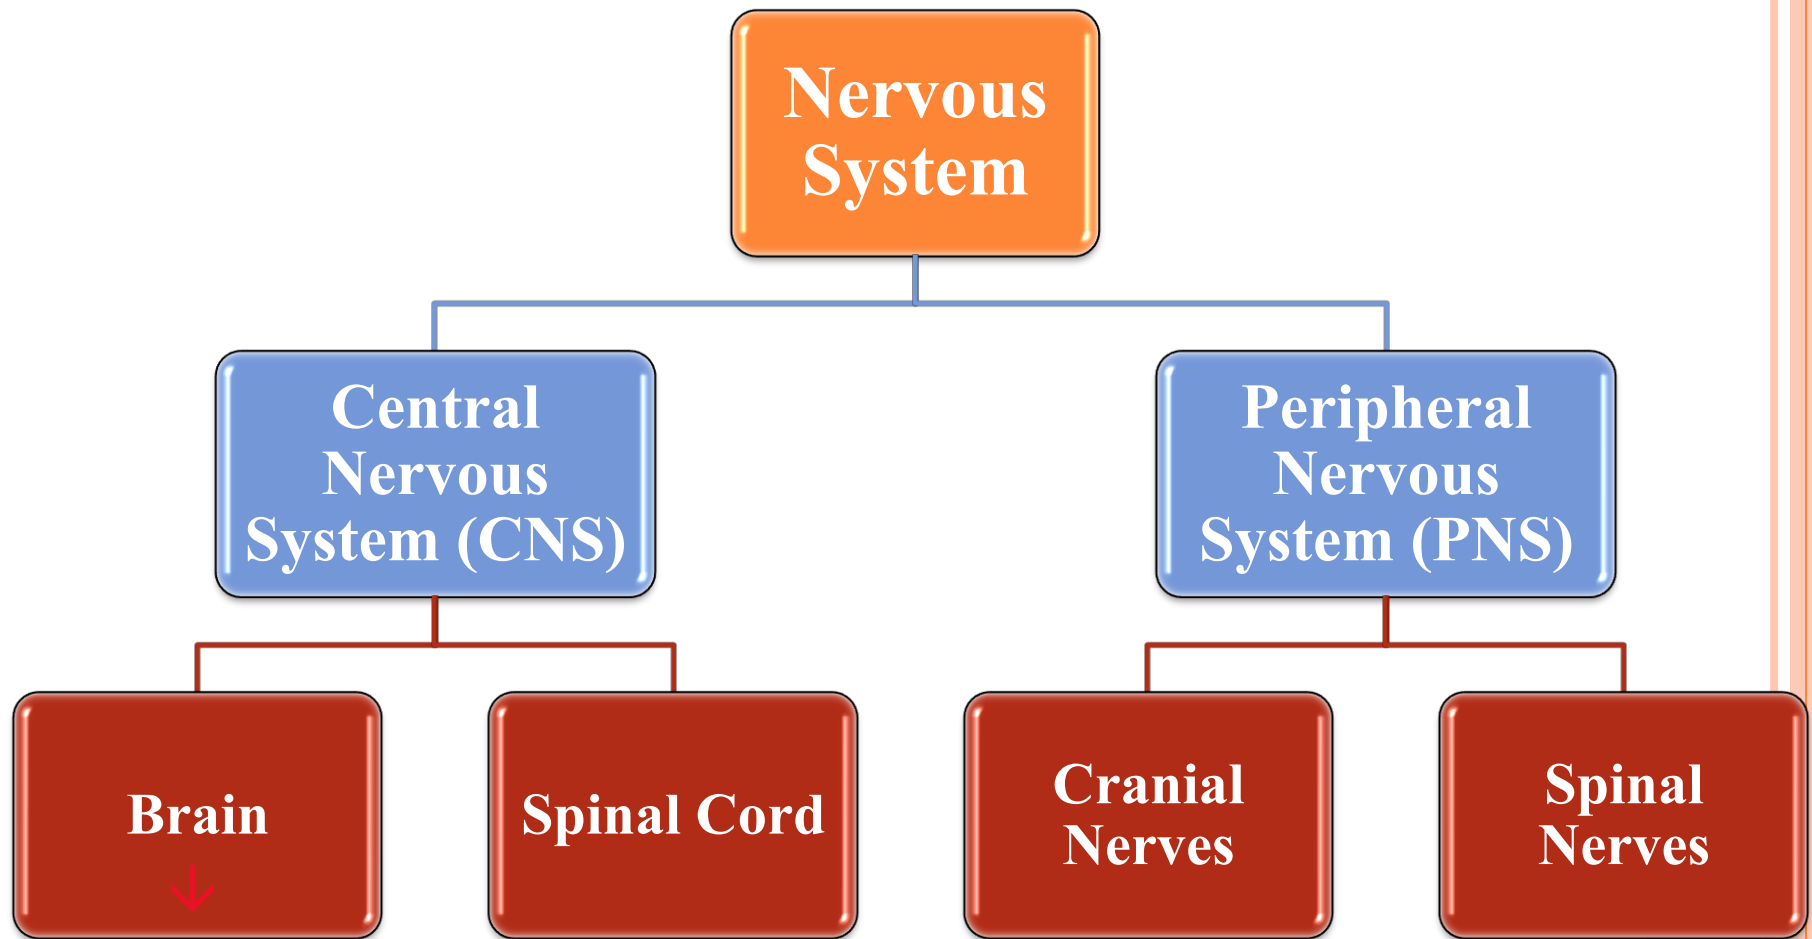 Nervous
System
Central
Nervous
System (CNS)
Peripheral
Nervous
System (PNS)
Brain
Spinal Cord
Cranial
Nerves
Spinal
Nerves